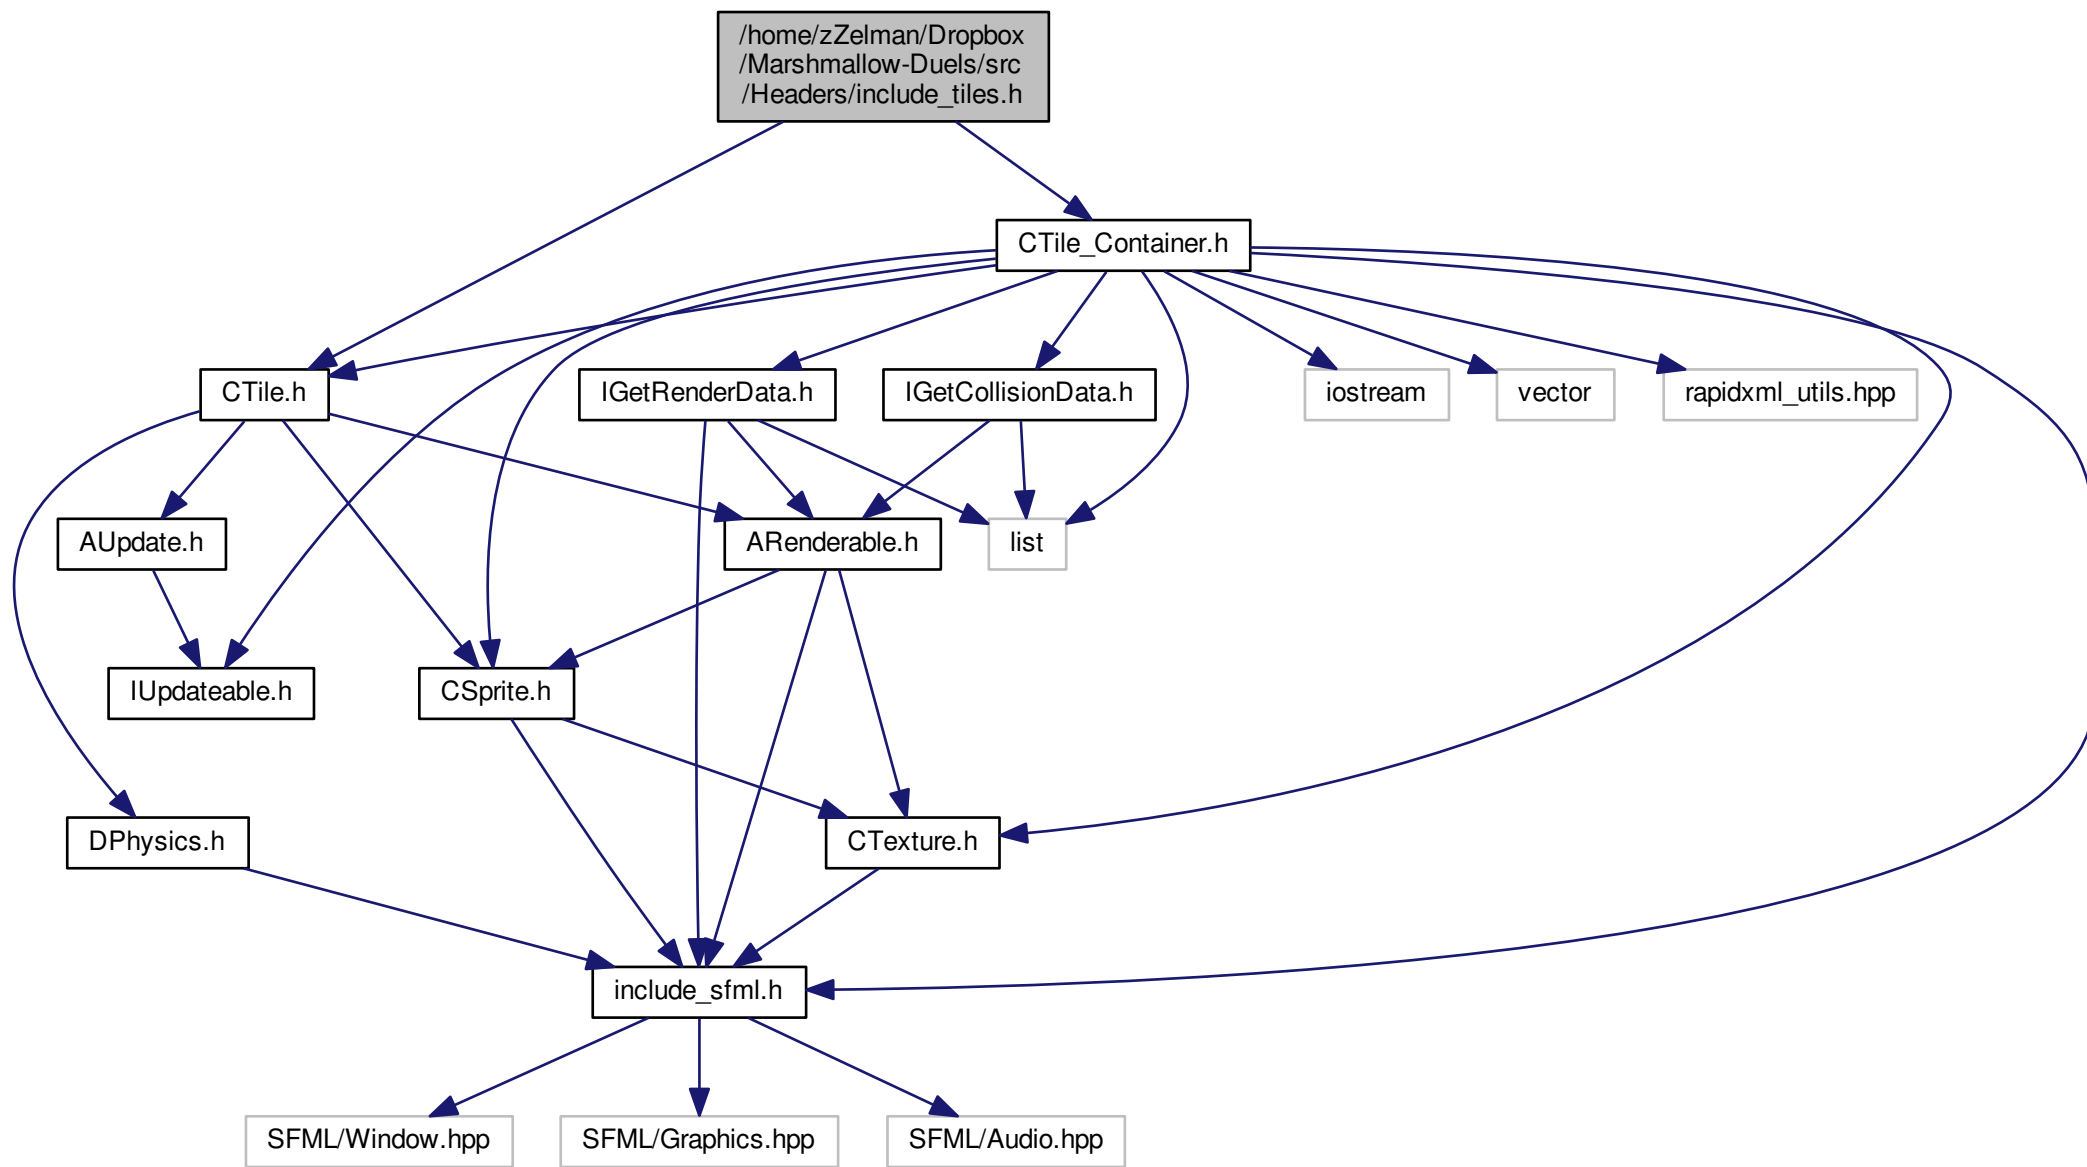 /home/zZelman/Dropbox
/Marshmallow-Duels/src
/Headers/include_tiles.h
CTile_Container.h
CTile.h
IGetRenderData.h
IGetCollisionData.h
iostream
vector
rapidxml_utils.hpp
AUpdate.h
ARenderable.h
list
IUpdateable.h
CSprite.h
DPhysics.h
CTexture.h
include_sfml.h
SFML/Window.hpp
SFML/Graphics.hpp
SFML/Audio.hpp